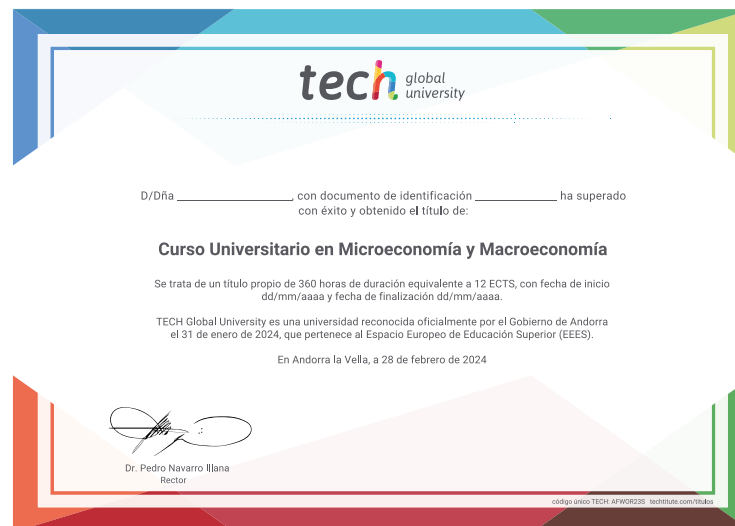 tech global
university
D/Dña ____________________, con documento de identificación ______________ ha superado
con éxito y obtenido el título de:
Curso Universitario en Microeconomía y Macroeconomía
Se trata de un título propio de 360 horas de duración equivalente a 12 ECTS, con fecha de inicio
dd/mm/aaaa y fecha de finalización dd/mm/aaaa.
TECH Global University es una universidad reconocida oficialmente por el Gobierno de Andorra
el 31 de enero de 2024, que pertenece al Espacio Europeo de Educación Superior (EEES).
En Andorra la Vella, a 28 de febrero de 2024
Dr. Pedro Navarro Illana
Rector
código único TECH: AFWOR23S techtitute.com/titulos